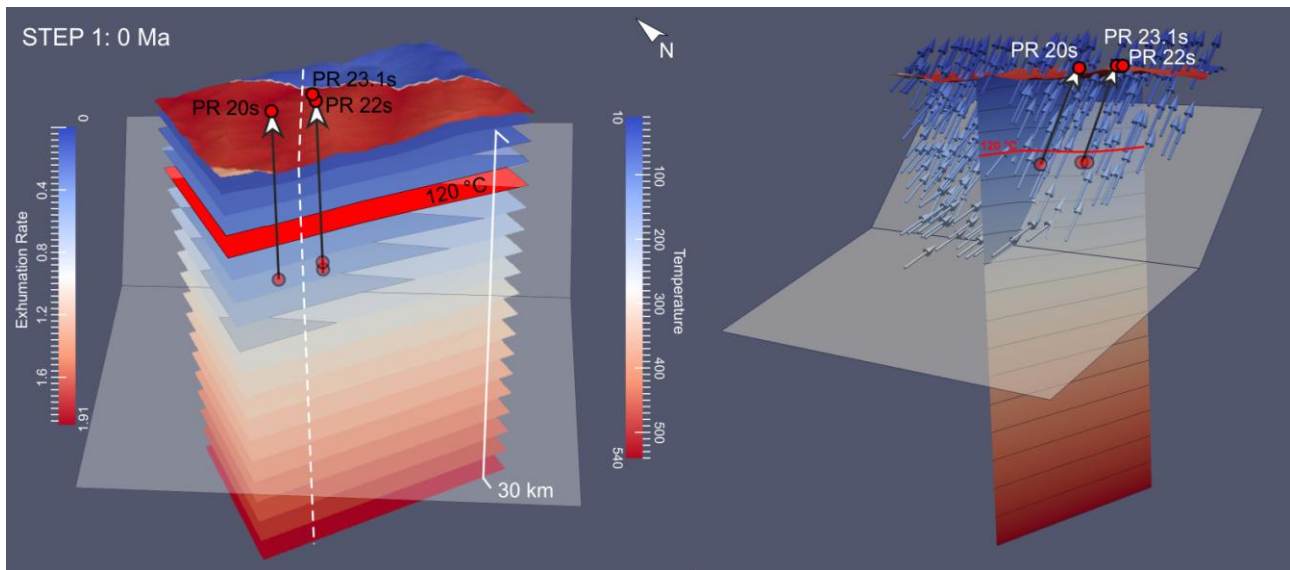 STEP 1: 0 Ma
N
PR 23.1s
PR 20s
PR 22s
120 °C
30 km
Exhumation Rate
0
0.4
0.8
1.2
1.6
1.91
Temperature
10
100
200
300
400
500
540
PR 23.1s
PR 20s
PR 22s
120 °C